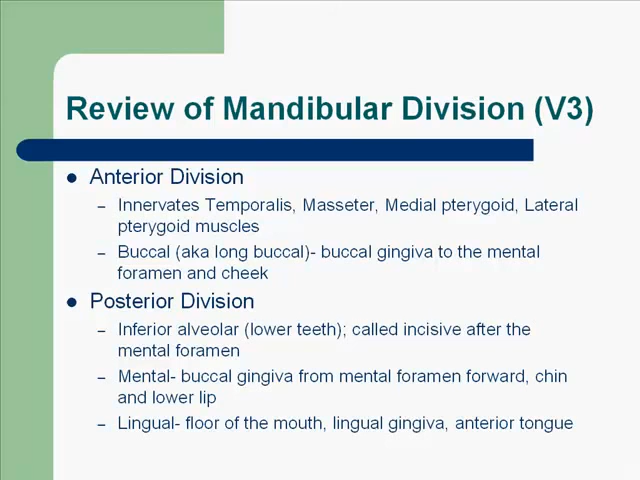 Review of Mandibular Division (V3)
● Anterior Division
– Innervates Temporalis, Masseter, Medial pterygoid, Lateral
pterygoid muscles
– Buccal (aka long buccal)- buccal gingiva to the mental
foramen and cheek
● Posterior Division
– Inferior alveolar (lower teeth); called incisive after the
mental foramen
– Mental- buccal gingiva from mental foramen forward, chin
and lower lip
– Lingual- floor of the mouth, lingual gingiva, anterior tongue